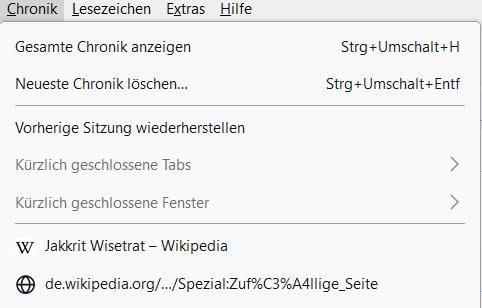 Chronik Lesezeichen Extras Hilfe
Gesamte Chronik anzeigen Strg+Umschalt+H
Neueste Chronik löschen... Strg+Umschalt+Entf
Vorherige Sitzung wiederherstellen
Kürzlich geschlossene Tabs
Kürzlich geschlossene Fenster
W Jakkrit Wisetrat – Wikipedia
de.wikipedia.org/.../Spezial:Zuf%C3%A4llige_Seite